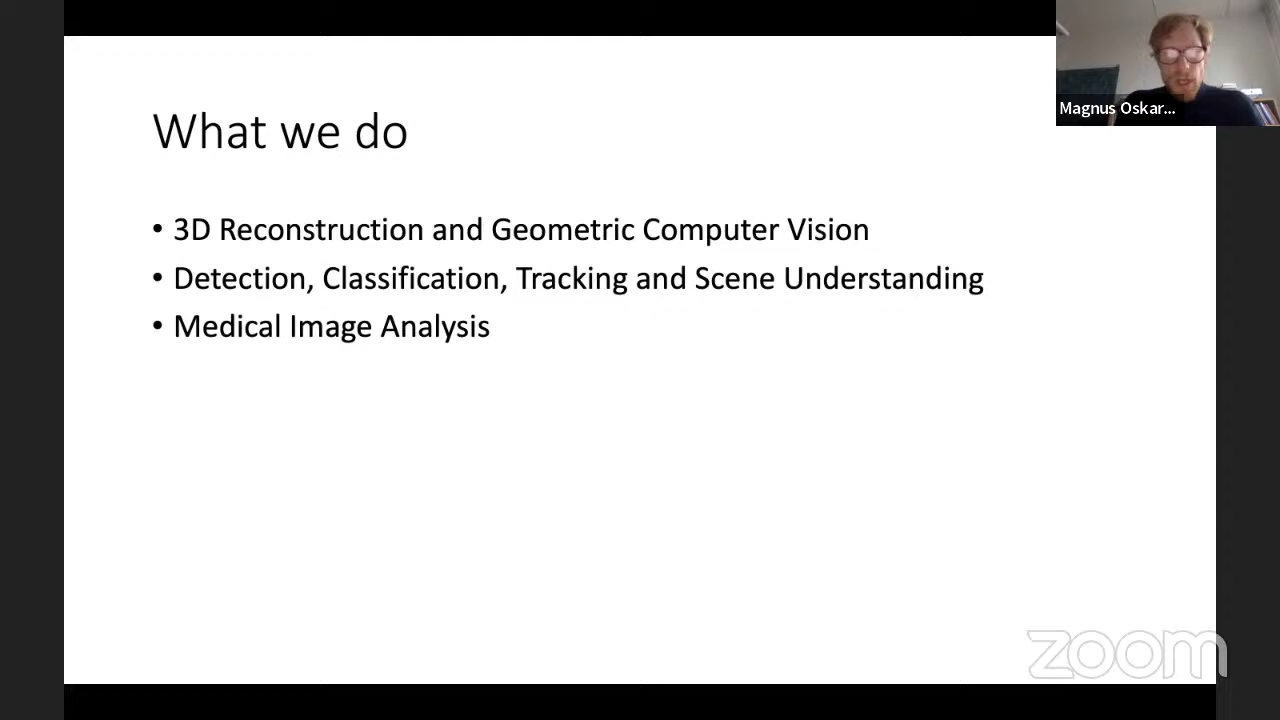 What we do
• 3D Reconstruction and Geometric Computer Vision
• Detection, Classification, Tracking and Scene Understanding
• Medical Image Analysis
Magnus Oskar...
zoom